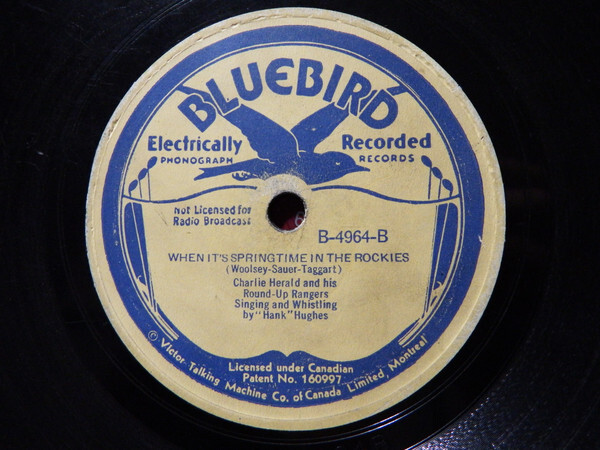 BLUEBIRD
Electrically Recorded
PHONOGRAPH RECORDS
Not Licensed for
Radio Broadcast
B-4964-B
WHEN IT'S SPRINGTIME IN THE ROCKIES
(Woolsey-Sauer-Taggart)
Charlie Herald and his
Round-Up Rangers
Singing and Whistling
by "Hank" Hughes
Licensed under Canadian
Patent No. 160997
© Victor Talking Machine Co. of Canada Limited, Montreal